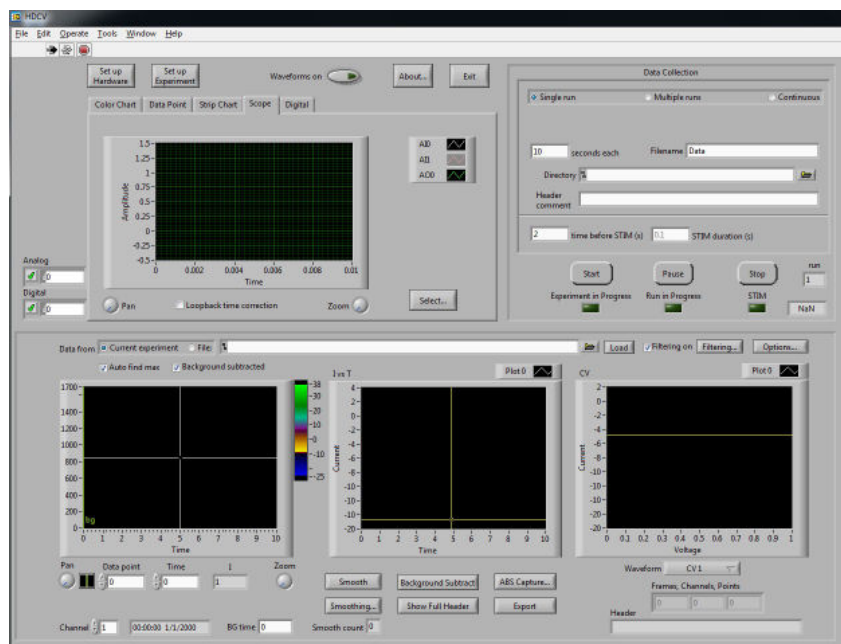 HDCV
File Edit Operate Tools Window Help
Set up Hardware
Set up Experiment
Waveforms on
About...
Exit
Color Chart Data Point Strip Chart Scope Digital
1.5
1.25
1
0.75
0.5
0.25
0
-0.25
-0.5
Amplitude
0 0.002 0.004 0.006 0.008 0.01
Time
AI0
AI1
AO0
Analog
0
Digital
0
Pan
Loopback time correction
Zoom
Select...
Data Collection
Single run Multiple runs Continuous
10 seconds each Filename Data
Directory
Header comment
2 time before STIM (s) 0.1 STIM duration (s)
Start Pause Stop
run
1
Experiment in Progress Run in Progress STIM
NaN
Data from Current experiment File
Load Filtering on Filtering... Options...
Auto find max Background subtracted
1700
1400
1200
1000
800
600
400
200
0
bg
0 1 2 3 4 5 6 7 8 9 10
Time
38
30
20
10
0
-10
-25
I vs T
Plot 0
4
2
0
-2
-4
-6
-8
-10
-20
Current
0 1 2 3 4 5 6 7 8 9 10
Time
CV
Plot 0
2
0
-2
-4
-6
-8
-10
-20
Current
0 0.1 0.2 0.3 0.4 0.5 0.6 0.7 0.8 0.9 1
Voltage
Pan
Data point
0
Time
0
I
1
Zoom
Smooth Background Subtract ABS Capture...
Smoothing... Show Full Header Export
Waveform CV 1
Frames, Channels, Points
0 0 0
Header
Channel 1
00:00:00 1/1/2000
BG time 0
Smooth count 0